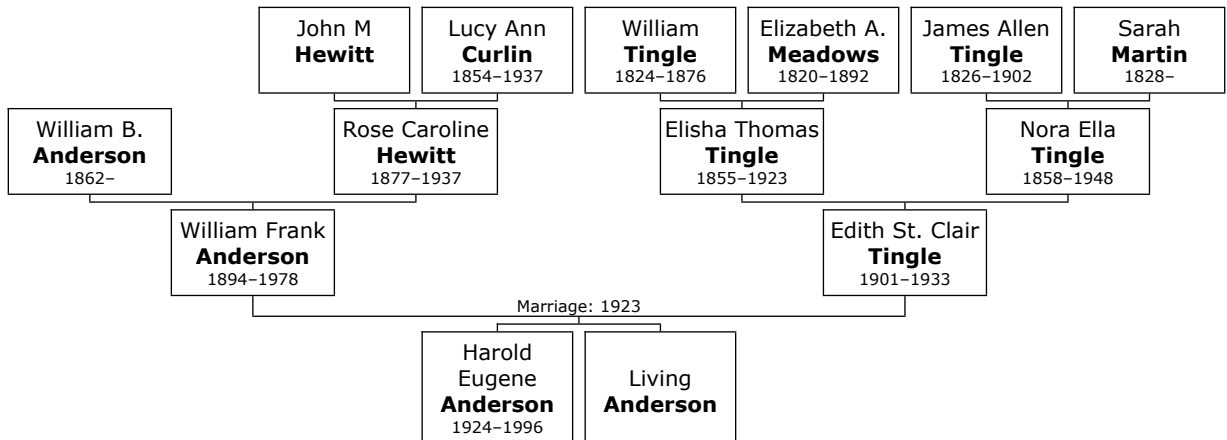 John M
Hewitt
Lucy Ann
Curlin
1854–1937
William
Tingle
1824–1876
Elizabeth A.
Meadows
1820–1892
James Allen
Tingle
1826–1902
Sarah
Martin
1828–
William B.
Anderson
1862–
Rose Caroline
Hewitt
1877–1937
Elisha Thomas
Tingle
1855–1923
Nora Ella
Tingle
1858–1948
William Frank
Anderson
1894–1978
Edith St. Clair
Tingle
1901–1933
Marriage: 1923
Harold
Eugene
Anderson
1924–1996
Living
Anderson